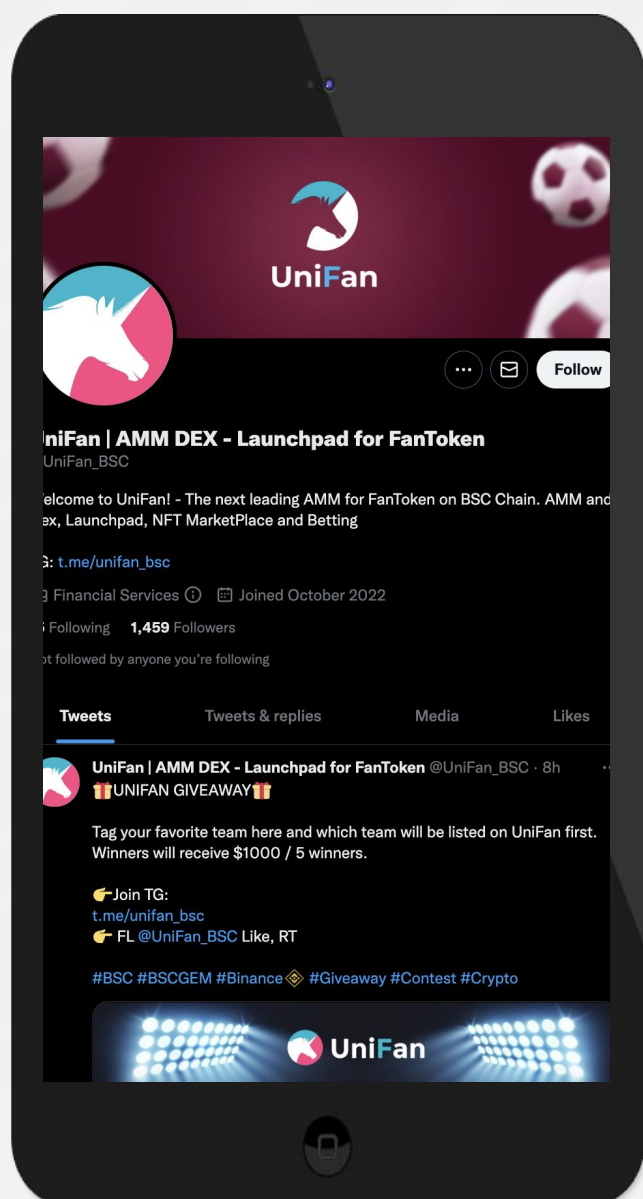 UniFan
Follow
niFan | AMM DEX - Launchpad for FanToken
UniFan_BSC
elcome to UniFan! - The next leading AMM for FanToken on BSC Chain. AMM and
ex, Launchpad, NFT MarketPlace and Betting
G: t.me/unifan_bsc
Financial Services Joined October 2022
Following 1,459 Followers
ot followed by anyone you're following
Tweets Tweets & replies Media Likes
UniFan | AMM DEX - Launchpad for FanToken @UniFan_BSC · 8h
🎁UNIFAN GIVEAWAY🎁
Tag your favorite team here and which team will be listed on UniFan first.
Winners will receive $1000 / 5 winners.
👉Join TG:
t.me/unifan_bsc
👉 FL @UniFan_BSC Like, RT
#BSC #BSCGEM #Binance #Giveaway #Contest #Crypto
UniFan